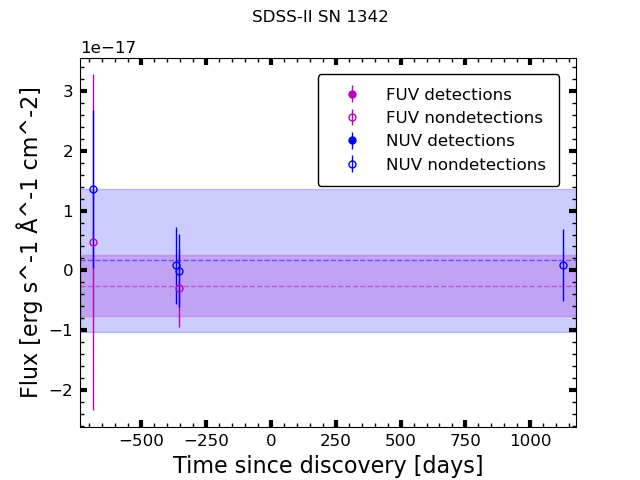 SDSS-II SN 1342
1e−17
FUV detections
FUV nondetections
NUV detections
NUV nondetections
3
2
1
0
−1
−2
Flux [erg s^-1 Å^-1 cm^-2]
−500
−250
0
250
500
750
1000
Time since discovery [days]